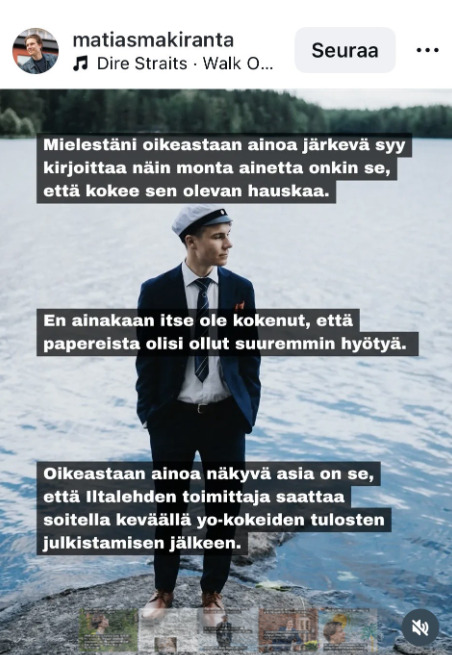 matiasmakiranta
Dire Straits · Walk O...
Seuraa
Mielestäni oikeastaan ainoa järkevä syy
kirjoittaa näin monta ainetta onkin se,
että kokee sen olevan hauskaa.
En ainakaan itse ole kokenut, että
papereista olisi ollut suuremmin hyötyä.
Oikeastaan ainoa näkyvä asia on se,
että Iltalehden toimittaja saattaa
soitella keväällä yo-kokeiden tulosten
julkistamisen jälkeen.